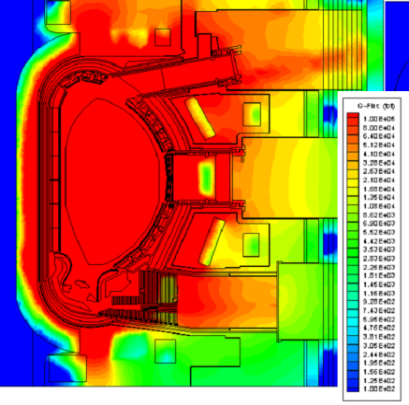 G-Flux (tot)
1.00E+05
8.00E+04
6.40E+04
5.12E+04
4.10E+04
3.28E+04
2.63E+04
2.10E+04
1.68E+04
1.35E+04
1.08E+04
8.62E+03
6.90E+03
5.52E+03
4.42E+03
3.53E+03
2.83E+03
2.26E+03
1.81E+03
1.45E+03
1.16E+03
9.28E+02
7.43E+02
5.95E+02
4.76E+02
3.81E+02
3.05E+02
2.44E+02
1.95E+02
1.56E+02
1.25E+02
1.00E+02